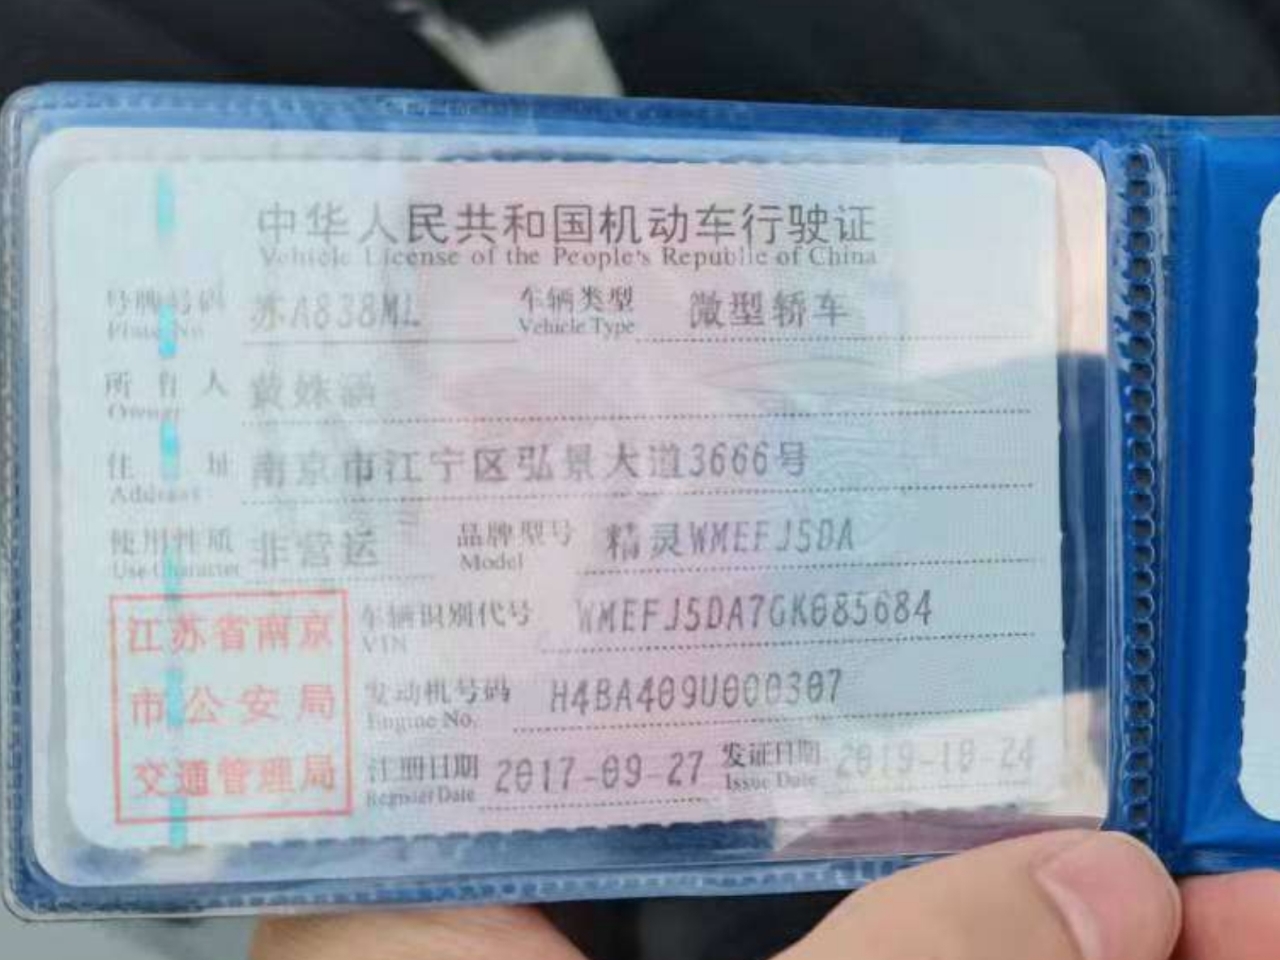 中华人民共和国机动车行驶证
Vehicle License of the People's Republic of China
号牌号码 苏A838ML 车辆类型 微型轿车
Plate No. Vehicle Type
所有人 黄姝涵
Owner
住址 南京市江宁区弘景大道3666号
Address
使用性质 非营运 品牌型号 精灵WMEFJ5DA
Use Character Model
车辆识别代号 WMEFJ5DA7GK085684
VIN
发动机号码 H4BA409U000307
Engine No.
注册日期 2017-09-27 发证日期 2019-10-24
Register Date Issue Date
江苏省南京
市公安局
交通管理局